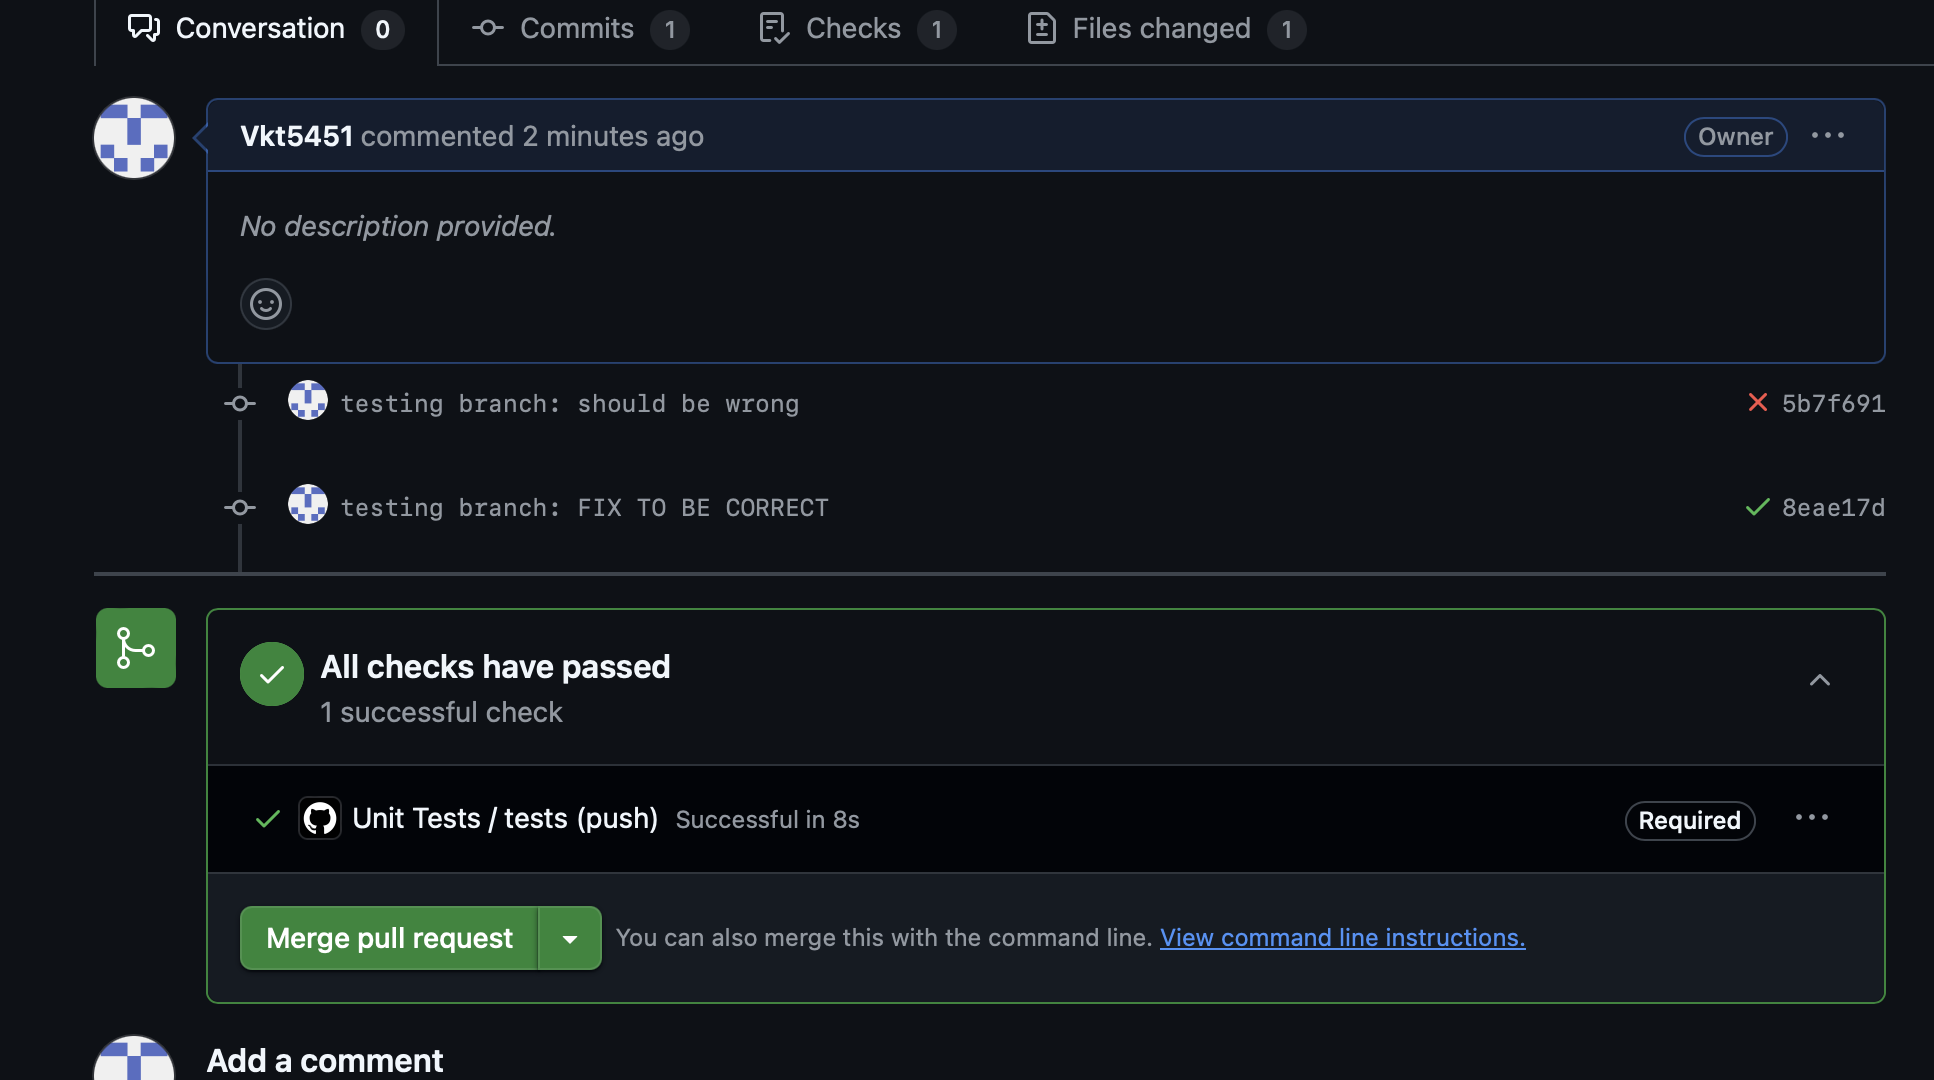 Conversation 0 Commits 1 Checks 1 Files changed 1
Vkt5451 commented 2 minutes ago Owner
No description provided.
testing branch: should be wrong 5b7f691
testing branch: FIX TO BE CORRECT 8eae17d
All checks have passed
1 successful check
Unit Tests / tests (push) Successful in 8s Required
Merge pull request You can also merge this with the command line. View command line instructions.
Add a comment